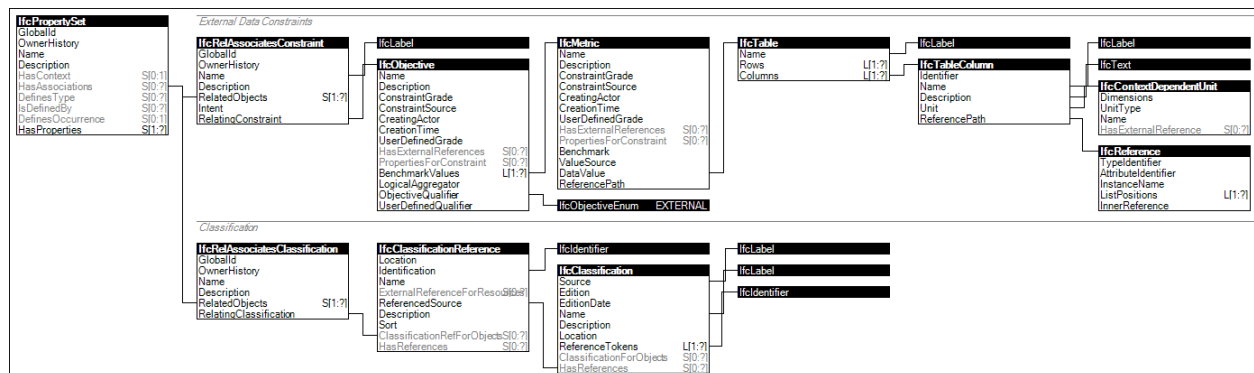 External Data Constraints
IfcPropertySet
GlobalId
OwnerHistory
Name
Description
HasContext S[0:1]
HasAssociations S[0:?]
DefinesType S[0:?]
IsDefinedBy S[0:?]
DefinesOccurrence S[0:1]
HasProperties S[1:?]
IfcRelAssociatesConstraint
GlobalId
OwnerHistory
Name
Description
RelatedObjects S[1:?]
Intent
RelatingConstraint
IfcLabel
IfcObjective
Name
Description
ConstraintGrade
ConstraintSource
CreatingActor
CreationTime
UserDefinedGrade
HasExternalReferences S[0:?]
PropertiesForConstraint S[0:?]
BenchmarkValues L[1:?]
LogicalAggregator
ObjectiveQualifier
UserDefinedQualifier
IfcMetric
Name
Description
ConstraintGrade
ConstraintSource
CreatingActor
CreationTime
UserDefinedGrade
HasExternalReferences S[0:?]
PropertiesForConstraint S[0:?]
Benchmark
ValueSource
DataValue
ReferencePath
IfcObjectiveEnum EXTERNAL
IfcTable
Name
Rows L[1:?]
Columns L[1:?]
IfcLabel
IfcTableColumn
Identifier
Name
Description
Unit
ReferencePath
IfcLabel
IfcText
IfcContextDependentUnit
Dimensions
UnitType
Name
HasExternalReference S[0:?]
IfcReference
TypeIdentifier
AttributeIdentifier
InstanceName
ListPositions L[1:?]
InnerReference
Classification
IfcRelAssociatesClassification
GlobalId
OwnerHistory
Name
Description
RelatedObjects S[1:?]
RelatingClassification
IfcClassificationReference
Location
Identification
Name
ExternalReferenceForResources S[0:?]
ReferencedSource
Description
Sort
ClassificationRefForObjects S[0:?]
HasReferences S[0:?]
IfcIdentifier
IfcClassification
Source
Edition
EditionDate
Name
Description
Location
ReferenceTokens L[1:?]
ClassificationForObjects S[0:?]
HasReferences S[0:?]
IfcLabel
IfcLabel
IfcIdentifier